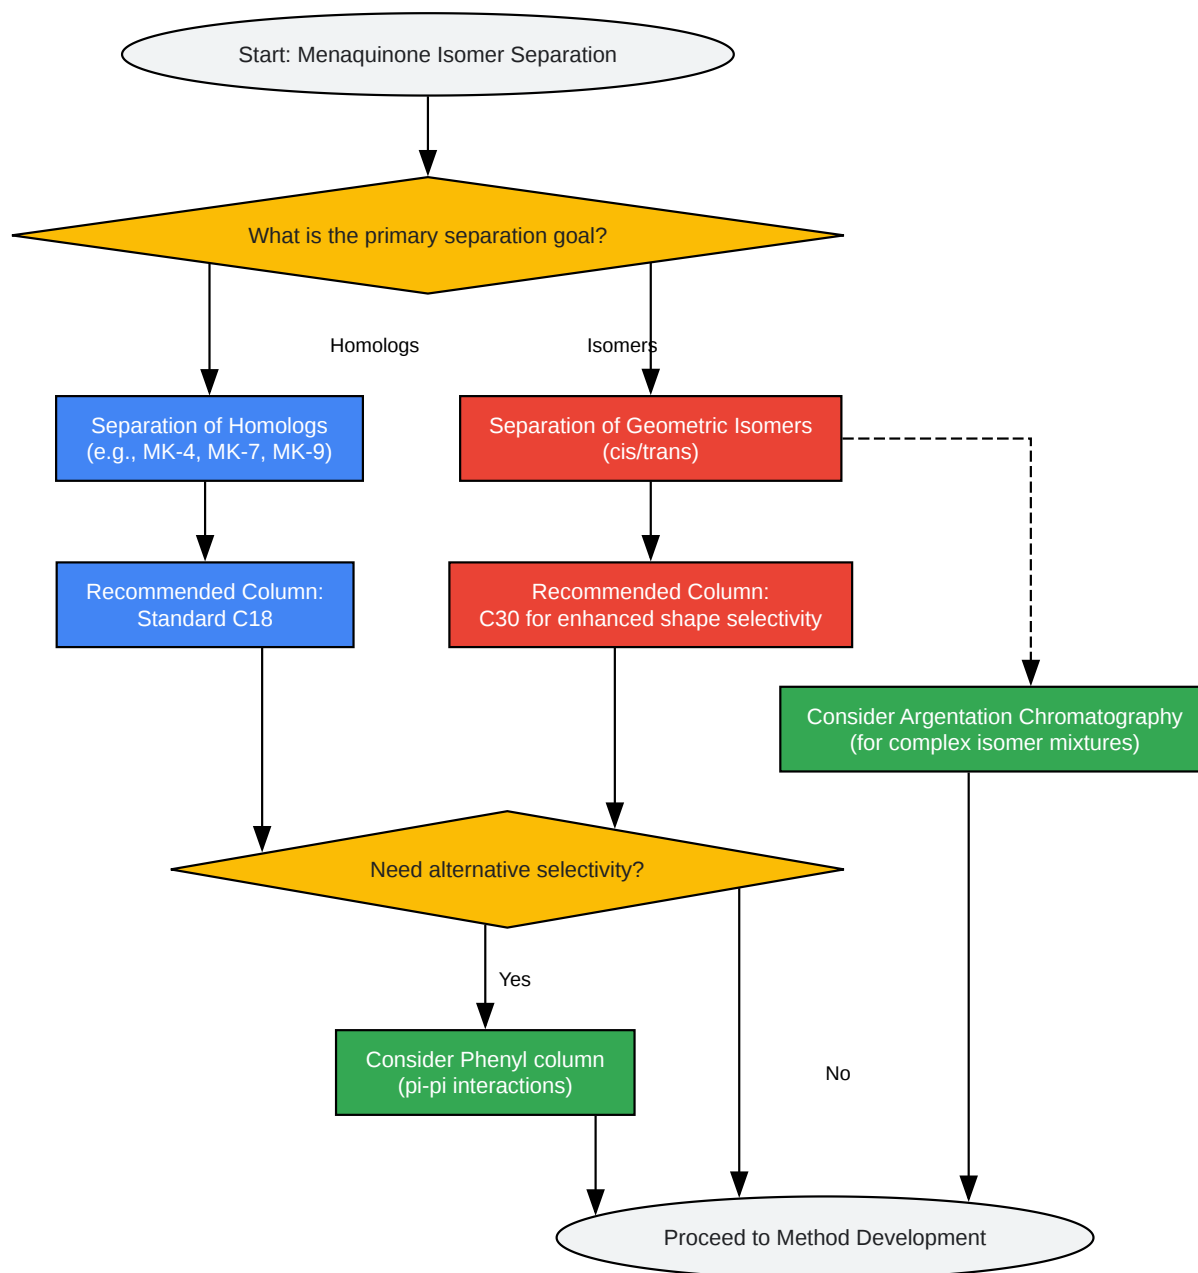 Start: Menaquinone Isomer Separation
What is the primary separation goal?
Homologs
Isomers
Separation of Homologs
(e.g., MK-4, MK-7, MK-9)
Separation of Geometric Isomers
(cis/trans)
Recommended Column:
Standard C18
Recommended Column:
C30 for enhanced shape selectivity
Consider Argentation Chromatography
(for complex isomer mixtures)
Need alternative selectivity?
Yes
Consider Phenyl column
(pi-pi interactions)
No
Proceed to Method Development